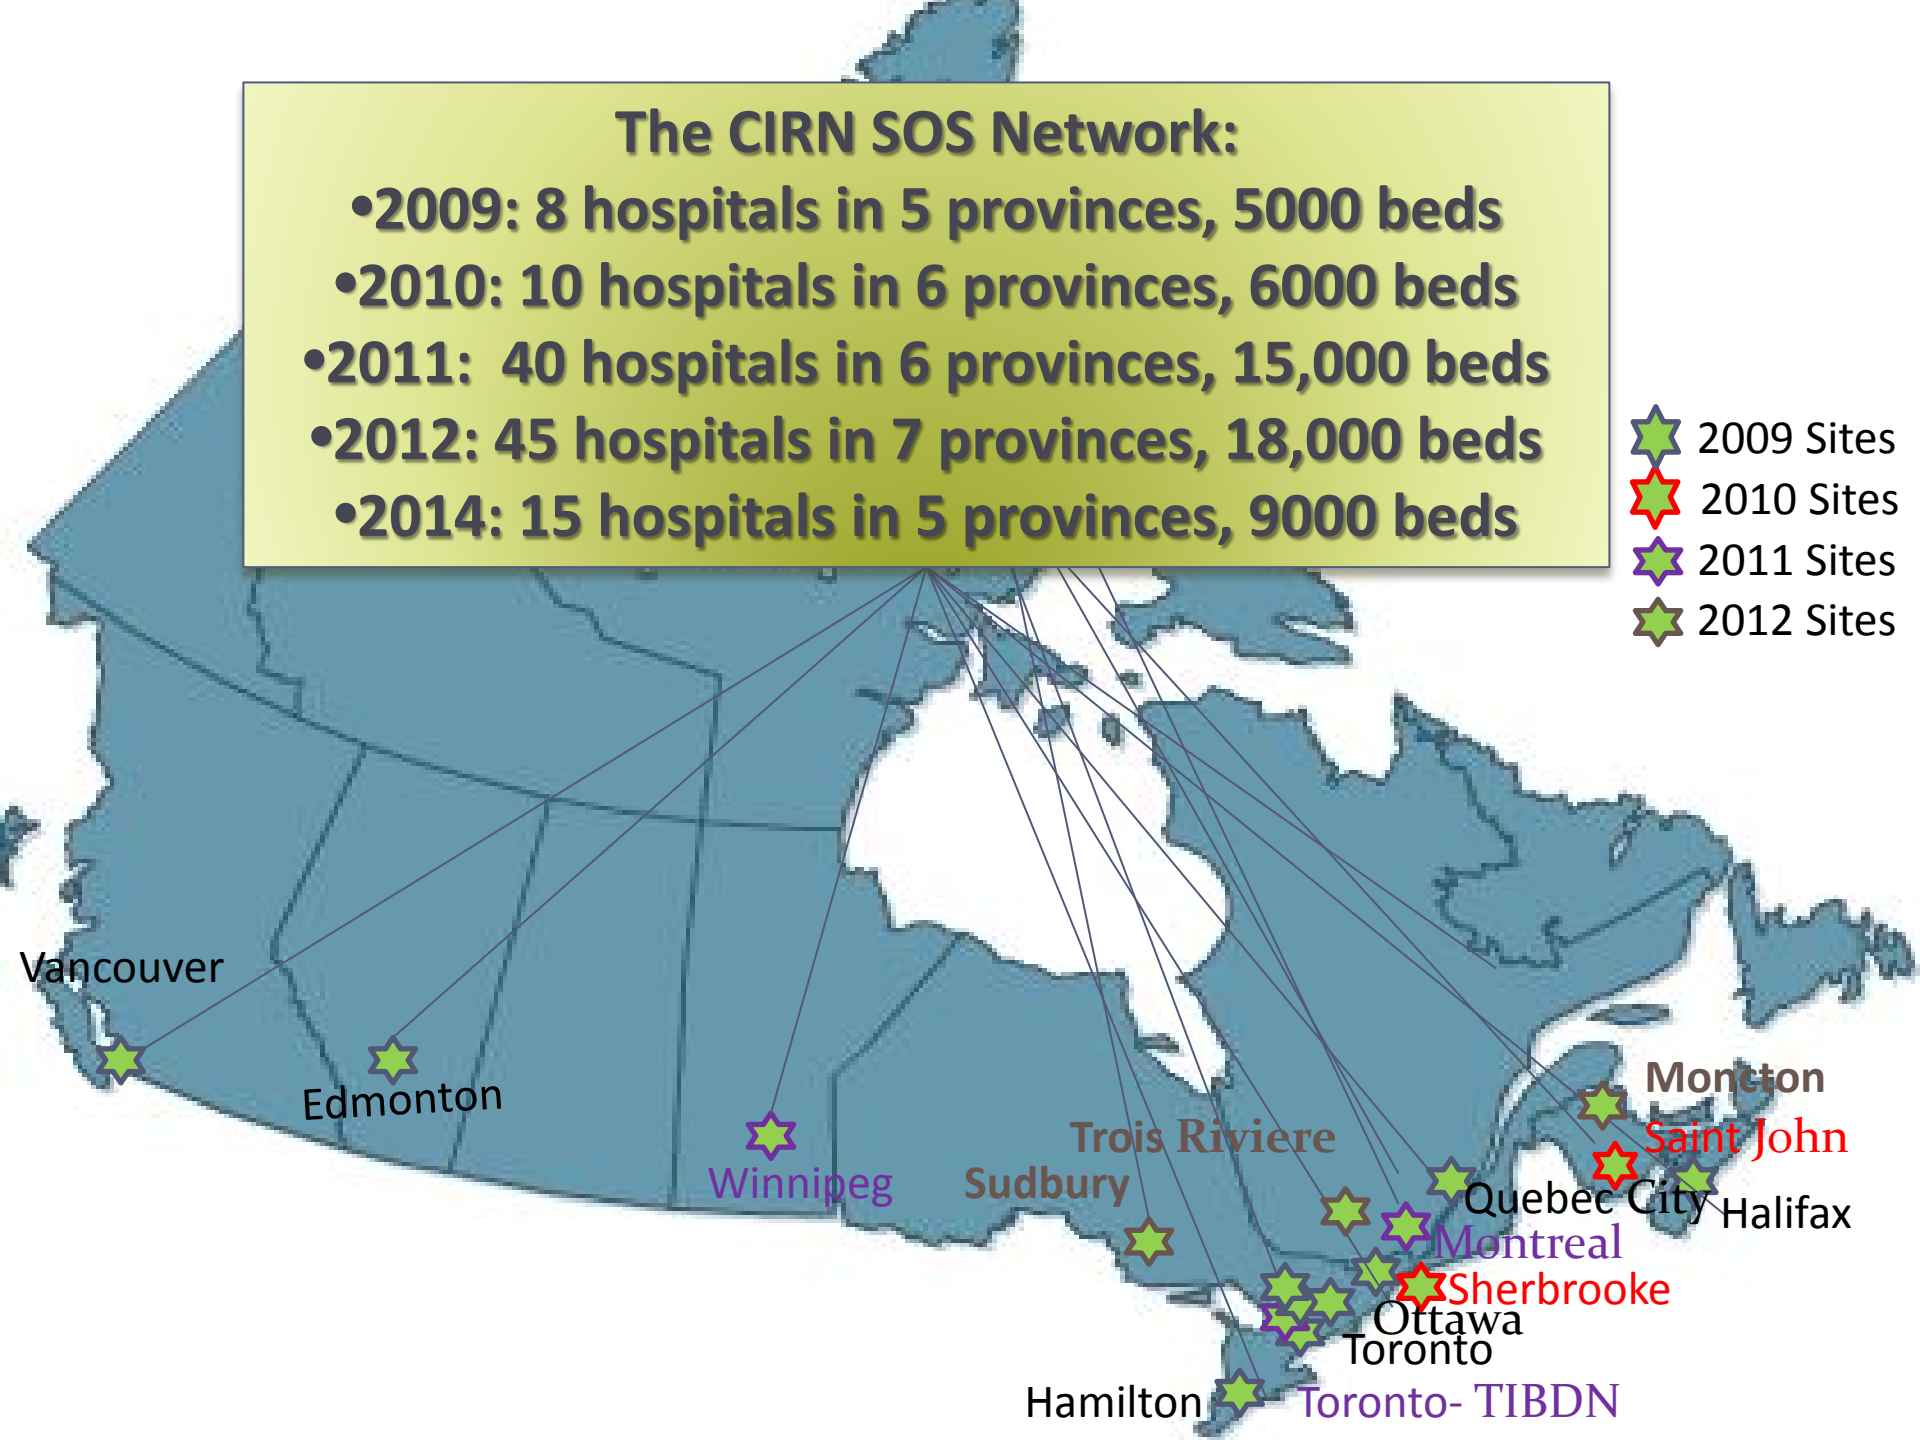 The CIRN SOS Network:
•2009: 8 hospitals in 5 provinces, 5000 beds
•2010: 10 hospitals in 6 provinces, 6000 beds
•2011:  40 hospitals in 6 provinces, 15,000 beds
•2012: 45 hospitals in 7 provinces, 18,000 beds
•2014: 15 hospitals in 5 provinces, 9000 beds
2009 Sites
2010 Sites
2011 Sites
2012 Sites
Vancouver
Edmonton
Winnipeg
Trois Riviere
Sudbury
Moncton
Saint John
Quebec City
Halifax
Montreal
Sherbrooke
Ottawa
Toronto
Hamilton
Toronto- TIBDN